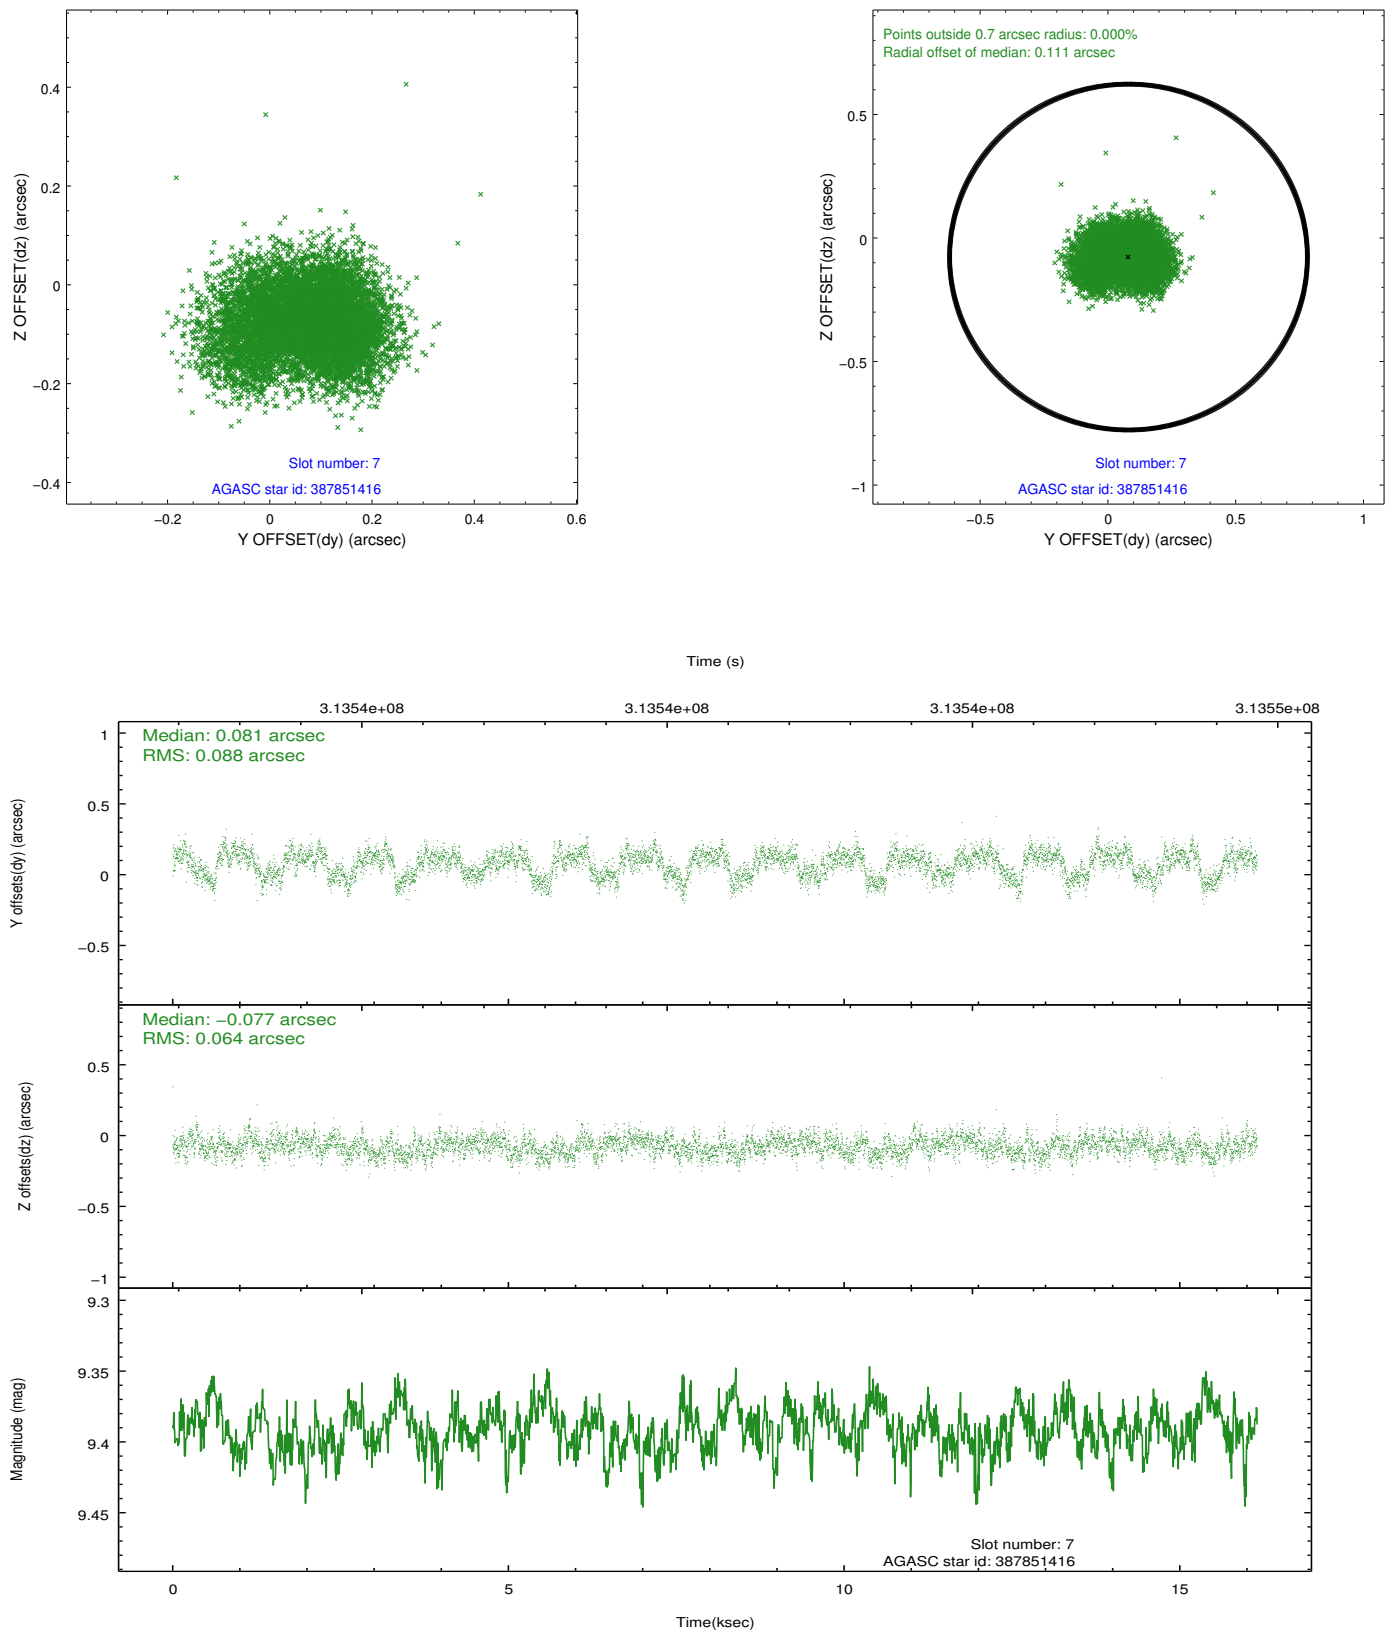 0.4
0.2
0
−0.2
−0.4
Z OFFSET(dz) (arcsec)
Slot number: 7
AGASC star id: 387851416
−0.2 0 0.2 0.4 0.6
Y OFFSET(dy) (arcsec)
Points outside 0.7 arcsec radius: 0.000%
Radial offset of median: 0.111 arcsec
0.5
0
−0.5
−1
Z OFFSET(dz) (arcsec)
Slot number: 7
AGASC star id: 387851416
−0.5 0 0.5 1
Y OFFSET(dy) (arcsec)
Time (s)
3.1354e+08 3.1354e+08 3.1354e+08 3.1355e+08
Median: 0.081 arcsec
RMS: 0.088 arcsec
1
0.5
0
−0.5
Y offsets(dy) (arcsec)
Median: −0.077 arcsec
RMS: 0.064 arcsec
0.5
0
−0.5
−1
Z offsets(dz) (arcsec)
9.3
9.35
9.4
9.45
Magnitude (mag)
Slot number: 7
AGASC star id: 387851416
0 5 10 15
Time(ksec)